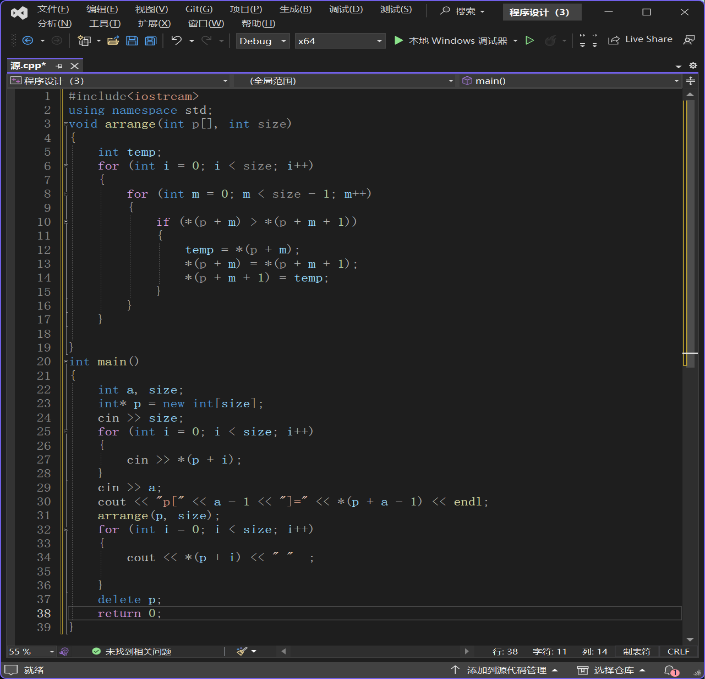 文件(F) 编辑(E) 视图(V) Git(G) 项目(P) 生成(B) 调试(D) 测试(S) 搜索 程序设计 (3)
分析(N) 工具(T) 扩展(X) 窗口(W) 帮助(H)
Debug x64 本地 Windows 调试器 Live Share
源.cpp*
程序设计 (3) (全局范围) main()
1 #include<iostream>
2 using namespace std;
3 void arrange(int p[], int size)
4 {
5 int temp;
6 for (int i = 0; i < size; i++)
7 {
8 for (int m = 0; m < size - 1; m++)
9 {
10 if (*(p + m) > *(p + m + 1))
11 {
12 temp = *(p + m);
13 *(p + m) = *(p + m + 1);
14 *(p + m + 1) = temp;
15 }
16 }
17 }
18
19 }
20 int main()
21 {
22 int a, size;
23 int* p = new int[size];
24 cin >> size;
25 for (int i = 0; i < size; i++)
26 {
27 cin >> *(p + i);
28 }
29 cin >> a;
30 cout << "p[" << a - 1 << "]=" << *(p + a - 1) << endl;
31 arrange(p, size);
32 for (int i = 0; i < size; i++)
33 {
34 cout << *(p + i) << " " ;
35
36 }
37 delete p;
38 return 0;
39 }
55 % 未找到相关问题 行: 38 字符: 11 列: 14 制表符 CRLF
就绪 添加到源代码管理 选择仓库 1